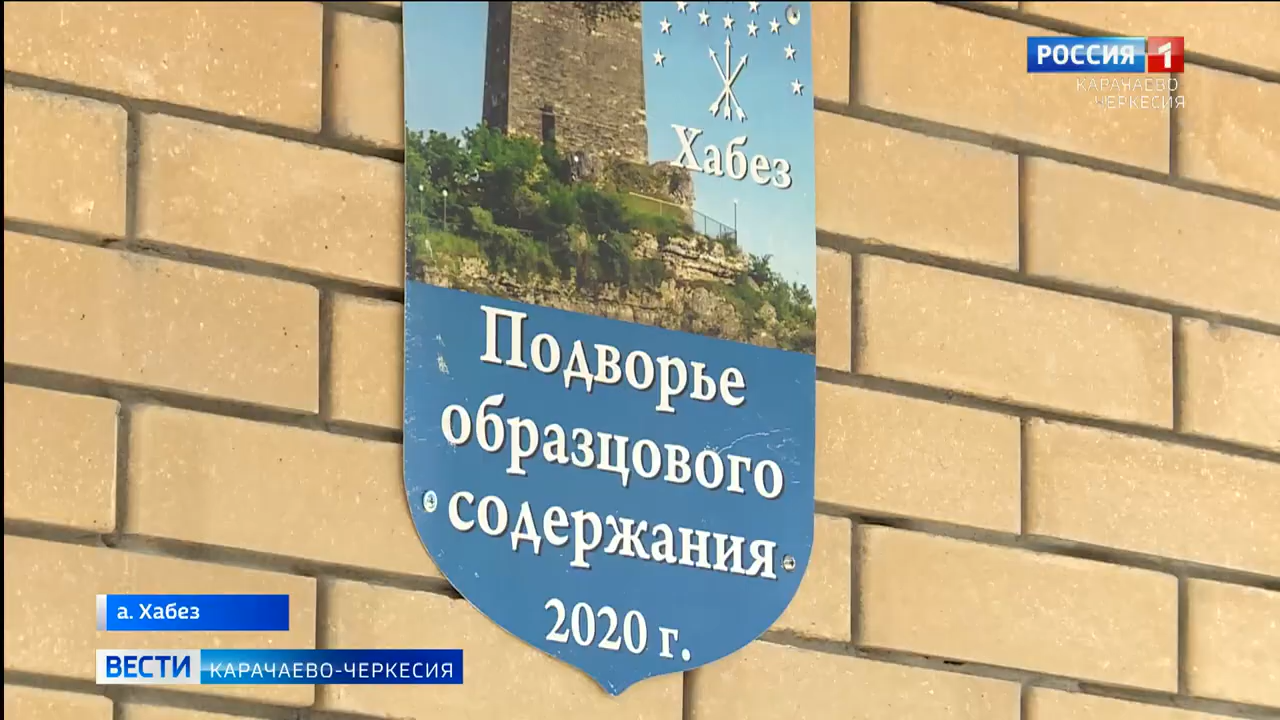 РОССИЯ 1
КАРАЧАЕВО
ЧЕРКЕСИЯ
Хабез
Подворье
образцового
содержания
2020 г.
а. Хабез
ВЕСТИ КАРАЧАЕВО-ЧЕРКЕСИЯ